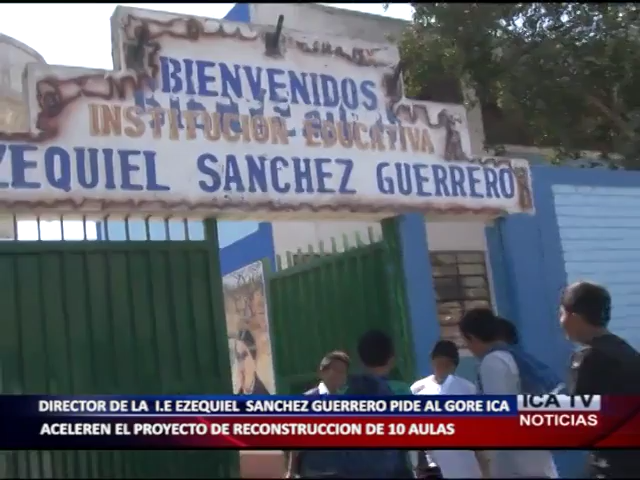 BIENVENIDOS
INSTITUCION EDUCATIVA
EZEQUIEL SANCHEZ GUERRERO
DIRECTOR DE LA I.E EZEQUIEL SANCHEZ GUERRERO PIDE AL GORE ICA
ACELEREN EL PROYECTO DE RECONSTRUCCION DE 10 AULAS
ICA TV
NOTICIAS